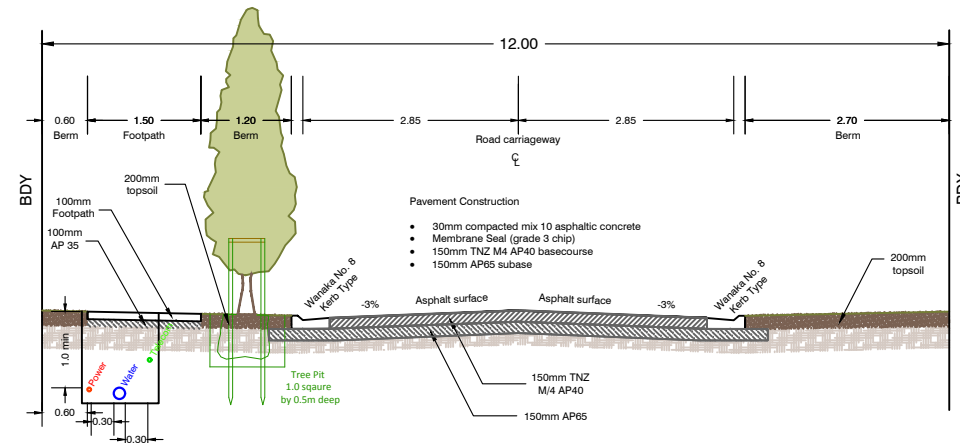 12.00
0.60
Berm
1.50
Footpath
1.20
Berm
2.85
2.85
Road carriageway
℄
2.70
Berm
BDY
BDY
200mm
topsoil
100mm
Footpath
100mm
AP 35
Pavement Construction
• 30mm compacted mix 10 asphaltic concrete
• Membrane Seal (grade 3 chip)
• 150mm TNZ M4 AP40 basecourse
• 150mm AP65 subase
Wanaka No. 8
Kerb Type
-3%
Asphalt surface
Asphalt surface
-3%
Wanaka No. 8
Kerb Type
200mm
topsoil
1.0 min
Power
Water
Tree Pit
1.0 sqaure
by 0.5m deep
150mm TNZ
M/4 AP40
150mm AP65
0.60
0.30
0.30